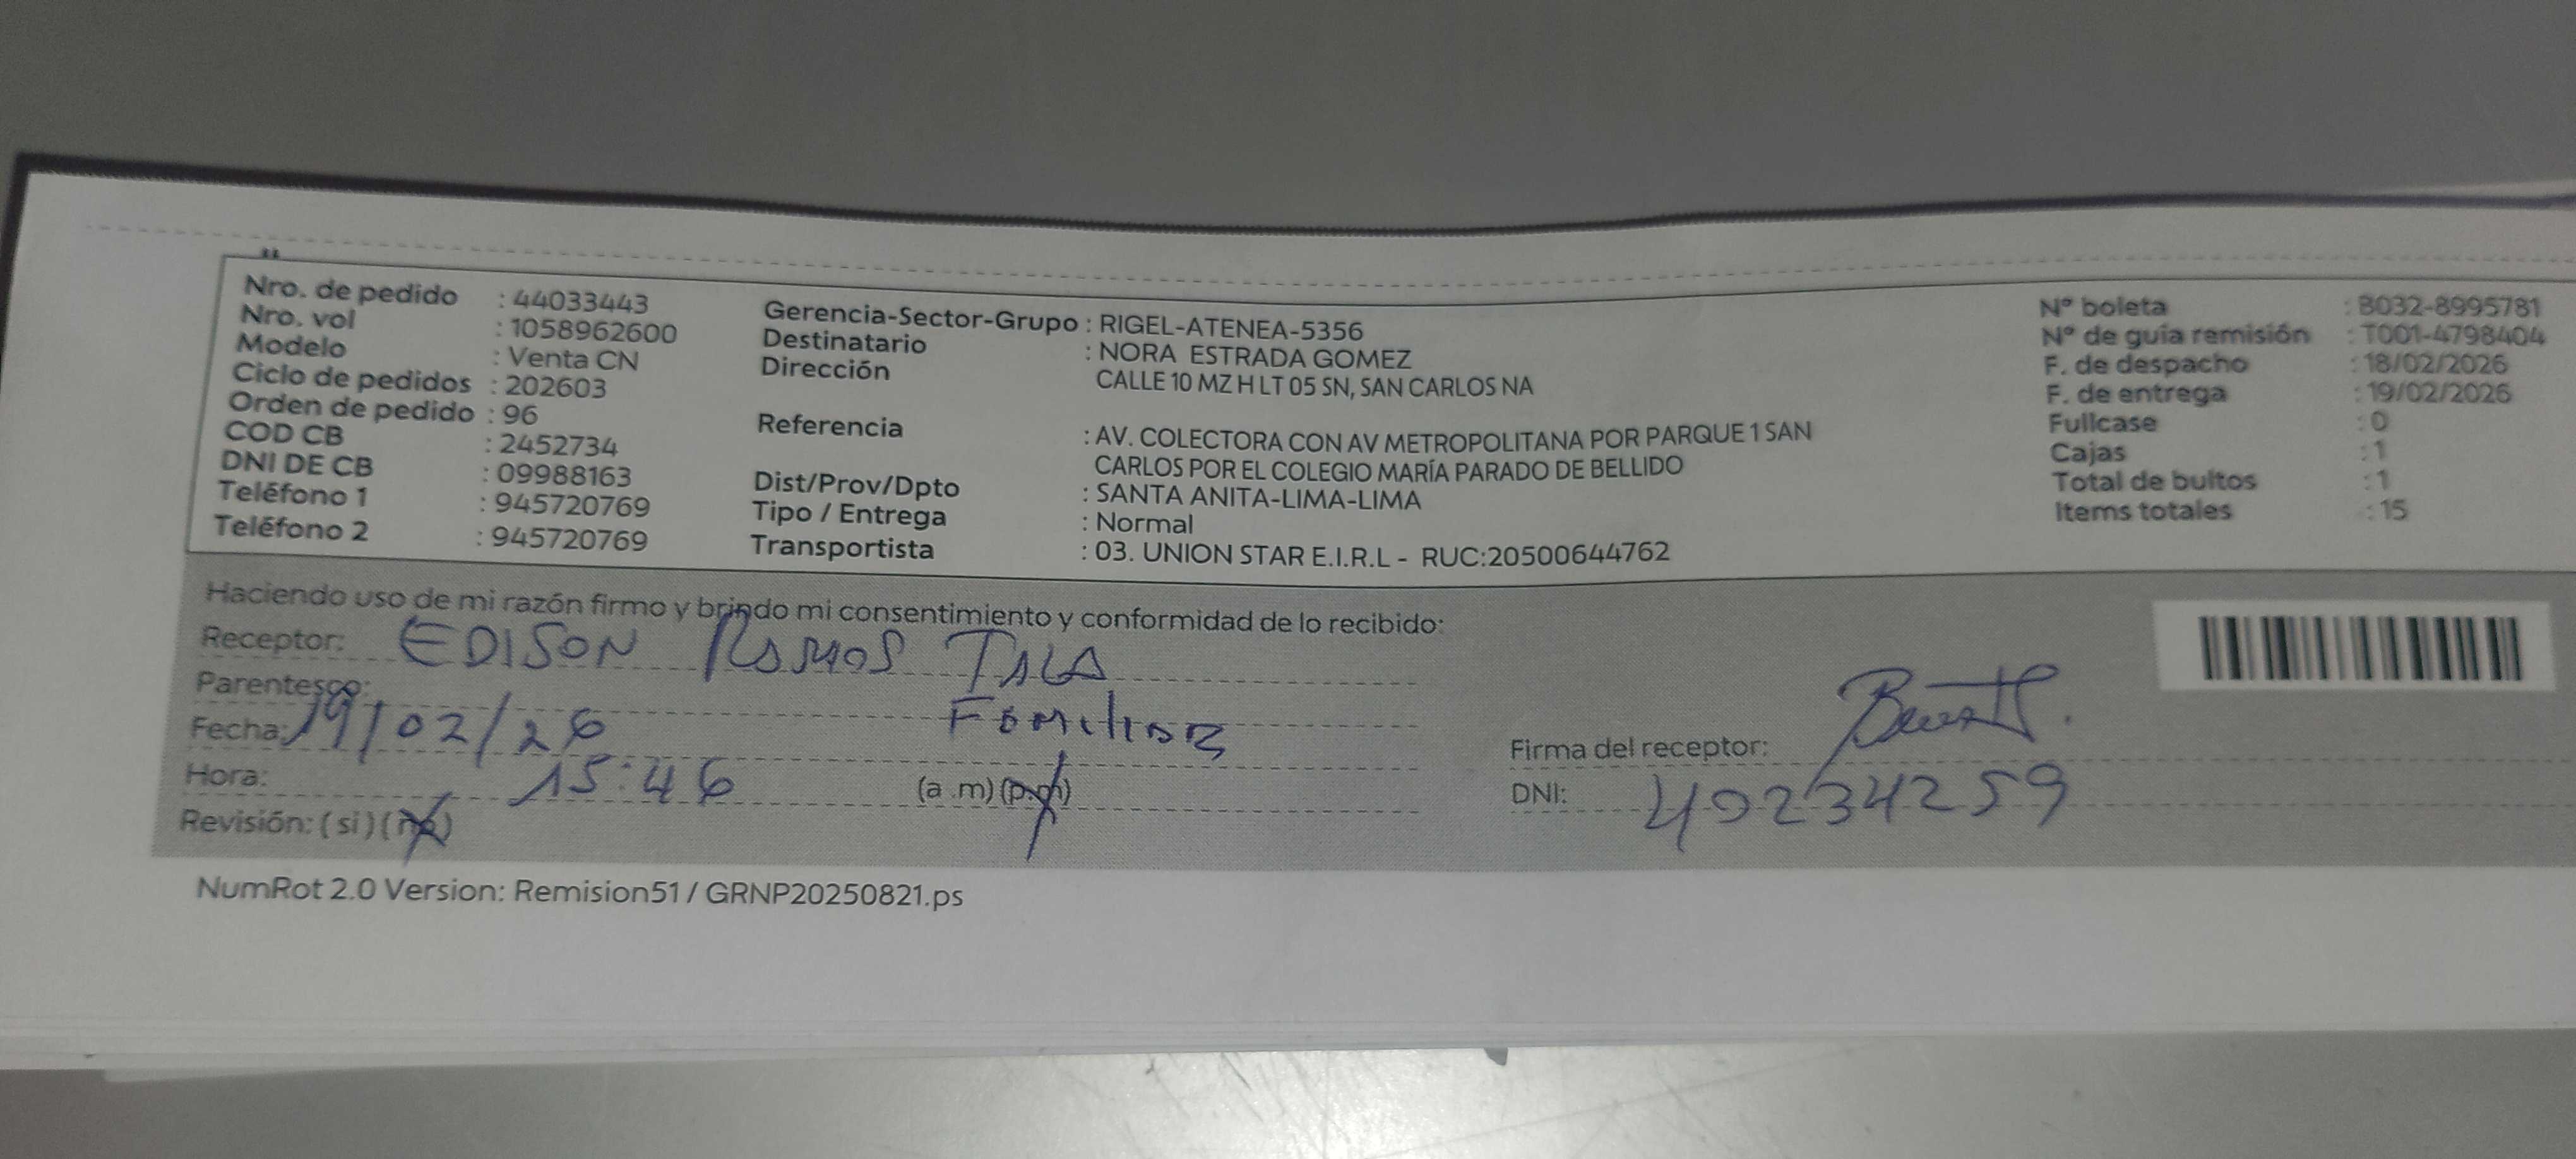 Nro. de pedido : 44033443
Nro. vol : 1058962600
Modelo : Venta CN
Ciclo de pedidos : 202603
Orden de pedido : 96
COD CB : 2452734
DNI DE CB : 09988163
Teléfono 1 : 945720769
Teléfono 2 : 945720769
Gerencia-Sector-Grupo : RIGEL-ATENEA-5356
Destinatario : NORA ESTRADA GOMEZ
Dirección CALLE 10 MZ H LT 05 SN, SAN CARLOS NA
Referencia : AV. COLECTORA CON AV METROPOLITANA POR PARQUE 1 SAN
CARLOS POR EL COLEGIO MARÍA PARADO DE BELLIDO
Dist/Prov/Dpto : SANTA ANITA-LIMA-LIMA
Tipo / Entrega : Normal
Transportista : 03. UNION STAR E.I.R.L - RUC:20500644762
Nº boleta : B032-8995781
Nº de guía remisión : T001-4798404
F. de despacho : 18/02/2026
F. de entrega : 19/02/2026
Fullcase : 0
Cajas : 1
Total de bultos : 1
Items totales : 15
Haciendo uso de mi razón firmo y brindo mi consentimiento y conformidad de lo recibido:
Receptor: EDISON RAMOS
Parentesco: FAMILIAR
Fecha: 19/02/26
Hora: 15:46 (a .m) (p.m)
Revisión: ( si ) ( no )
Firma del receptor:
DNI: 40234259
NumRot 2.0 Version: Remision51 / GRNP20250821.ps